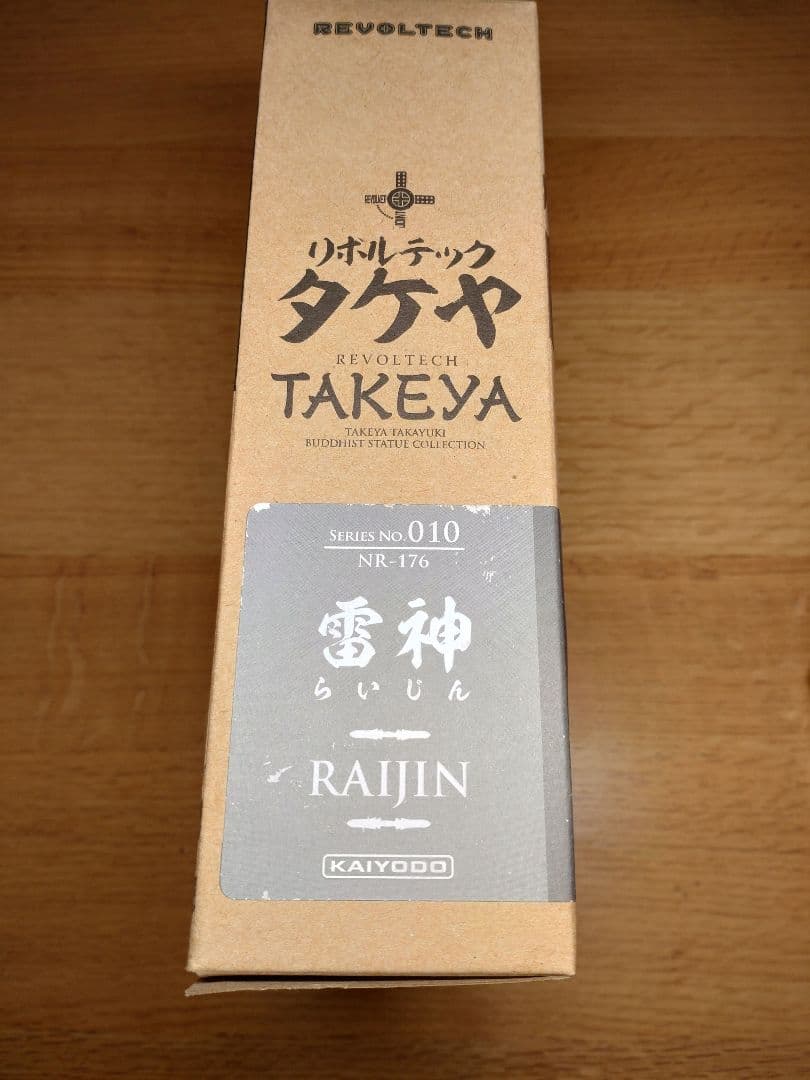 REVOLTECH
リボルテック
タケヤ
REVOLTECH
TAKEYA
TAKEYA TAKAYUKI
BUDDHIST STATUE COLLECTION
SERIES NO.010
NR-176
雷神
らいじん
RAIJIN
KAIYODO